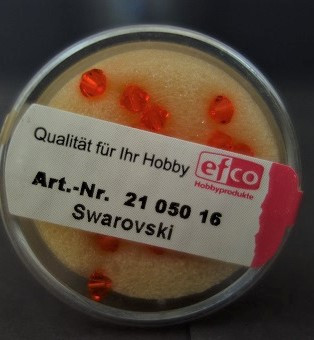 Qualität für Ihr Hobby efco
Hobbyprodukte
Art.-Nr. 21 050 16
Swarovski